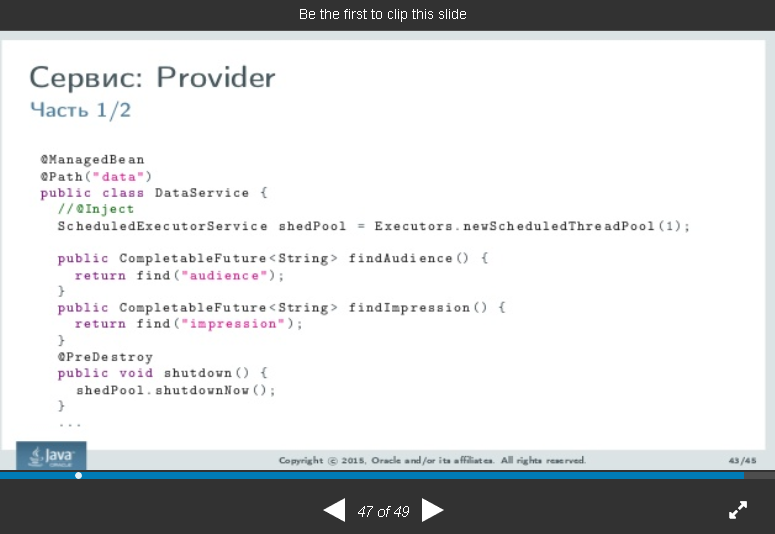 Be the first to clip this slide
Сервис: Provider
Часть 1/2
@ManagedBean
@Path("data")
public class DataService {
//@Inject
ScheduledExecutorService shedPool = Executors.newScheduledThreadPool(1);
public CompletableFuture<String> findAudience() {
return find("audience");
}
public CompletableFuture<String> findImpression() {
return find("impression");
}
@PreDestroy
public void shutdown() {
shedPool.shutdownNow();
}
...
Java
ORACLE
Copyright © 2015, Oracle and/or its affiliates. All rights reserved.
43/45
47 of 49